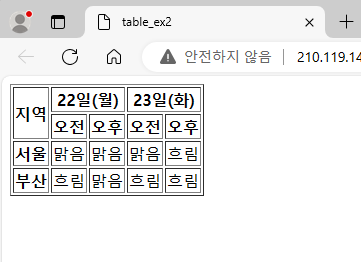 table_ex2
안전하지 않음
210.119.14
지역 22일(월) 23일(화)
오전 오후 오전 오후
서울 맑음 맑음 맑음 흐림
부산 흐림 맑음 흐림 흐림